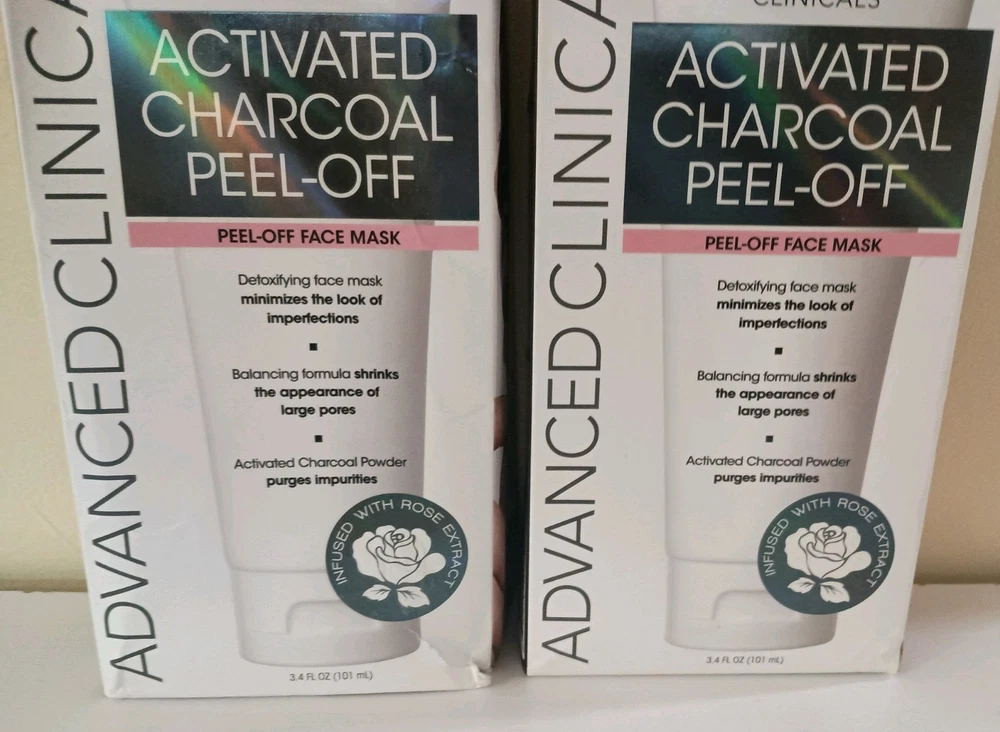 ACTIVATED
CHARCOAL
PEEL-OFF
PEEL-OFF FACE MASK
Detoxifying face mask
minimizes the look of
imperfections
Balancing formula shrinks
the appearance of
large pores
Activated Charcoal Powder
purges impurities
INFUSED WITH ROSE EXTRACT
3.4 FL OZ (101 mL)
ADVANCED CLINICA
CLINICALS
ACTIVATED
CHARCOAL
PEEL-OFF
PEEL-OFF FACE MASK
Detoxifying face mask
minimizes the look of
imperfections
Balancing formula shrinks
the appearance of
large pores
Activated Charcoal Powder
purges impurities
INFUSED WITH ROSE EXTRACT
3.4 FL OZ (101 mL)
ADVANCED CLINICA